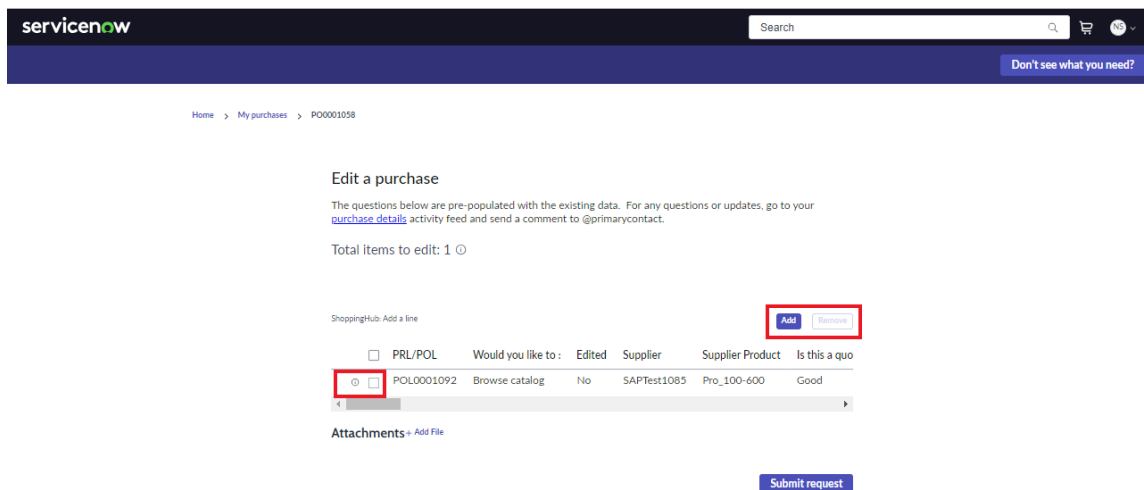 servicenow
Search
NS
Don't see what you need?
Home > My purchases > PO0001058
Edit a purchase
The questions below are pre-populated with the existing data. For any questions or updates, go to your
purchase details activity feed and send a comment to @primarycontact.
Total items to edit: 1
ShoppingHub: Add a line
Add Remove
PRL/POL Would you like to : Edited Supplier Supplier Product Is this a quo
POL0001092 Browse catalog No SAPTest1085 Pro_100-600 Good
Attachments + Add File
Submit request